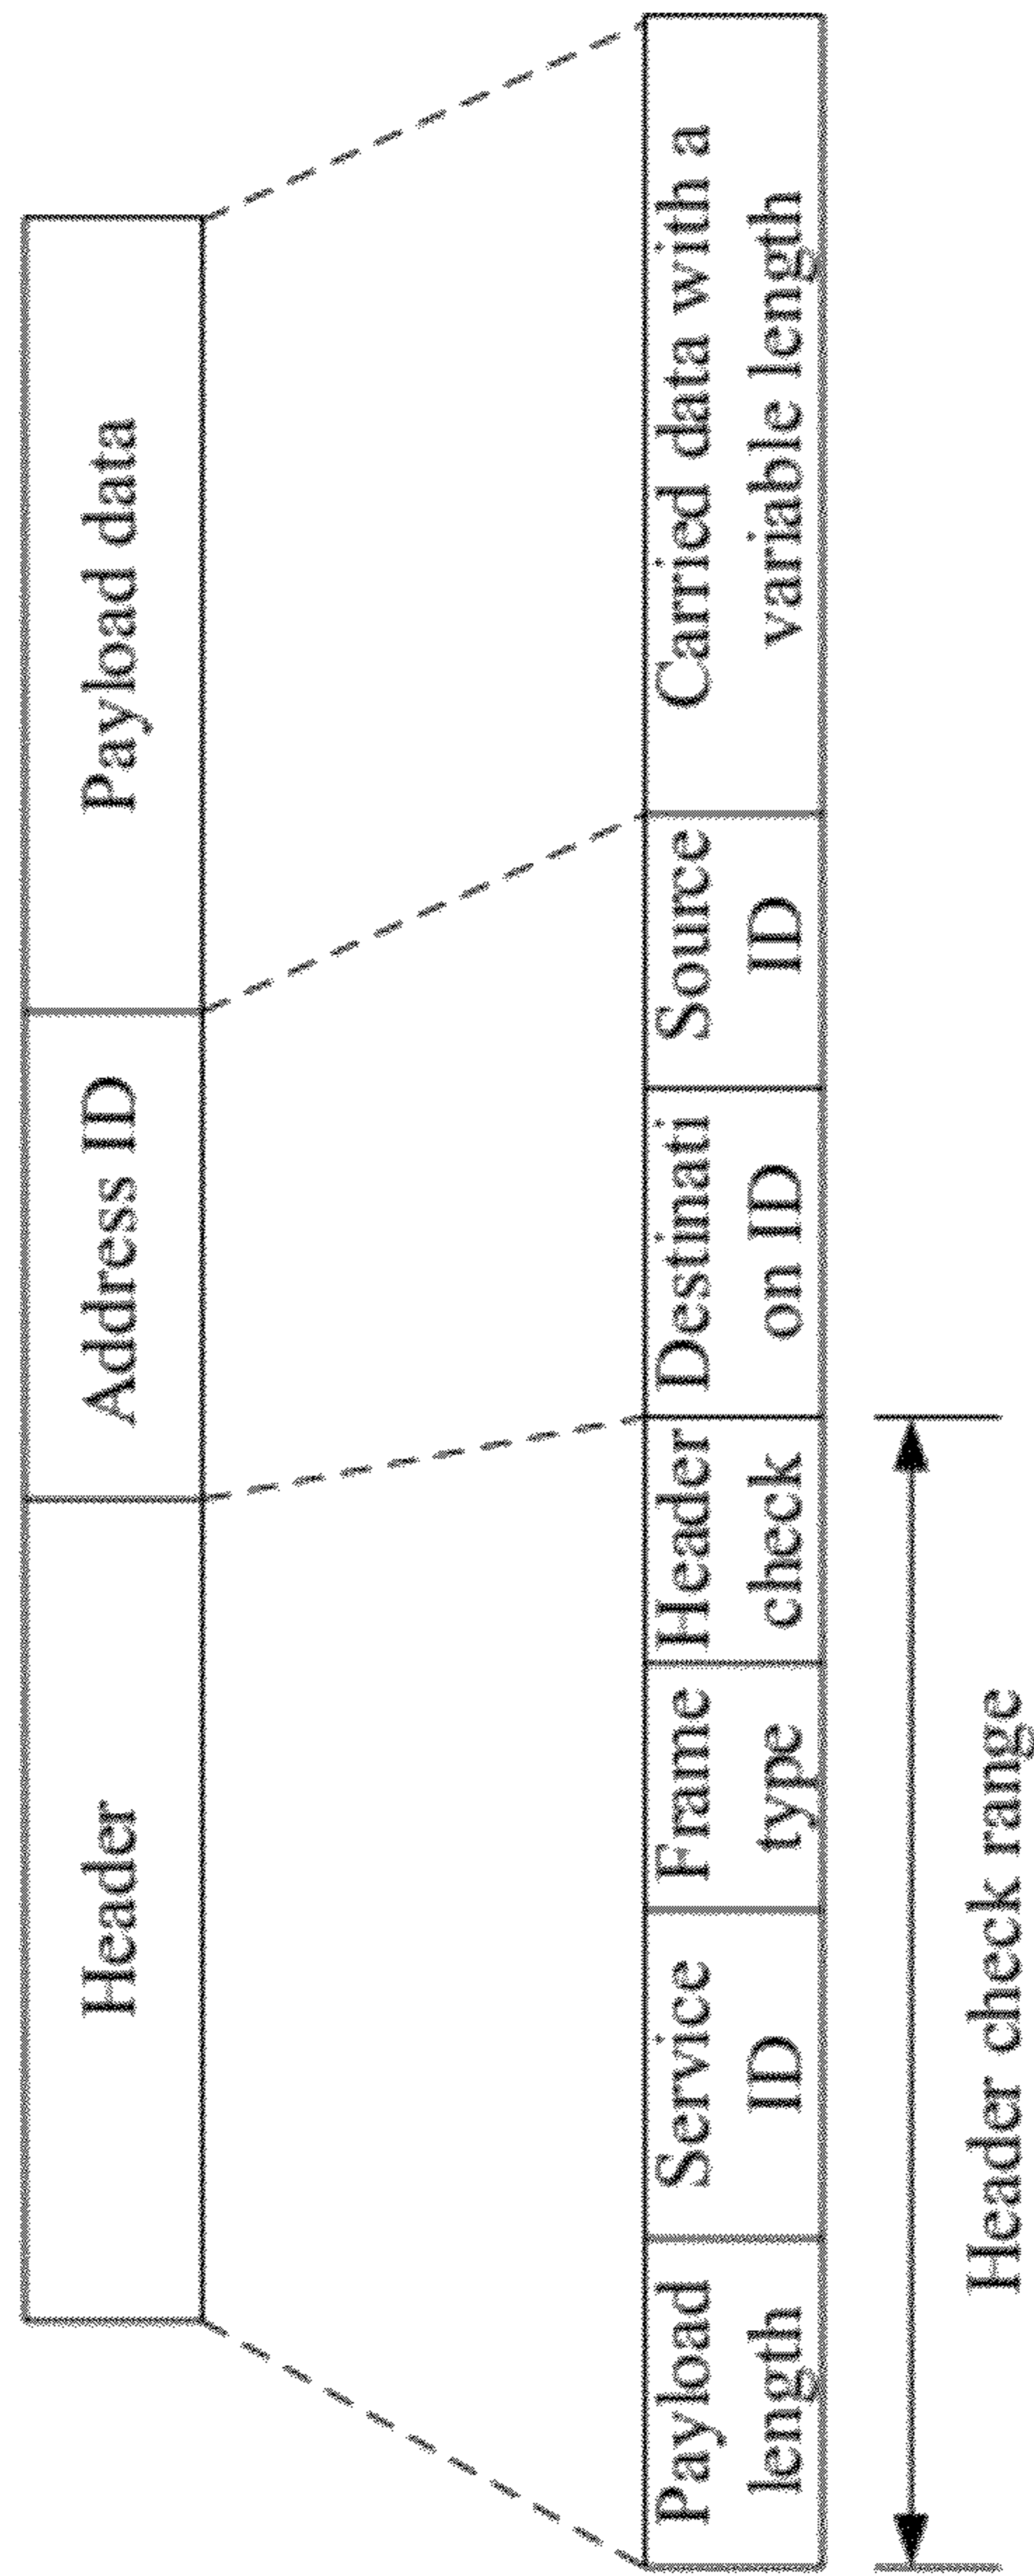 Header
Address ID
Payload data
Payload
length
Service
ID
Frame
type
Header
check
Destinati
on ID
Source
ID
Carried data with a
variable length
Header check range